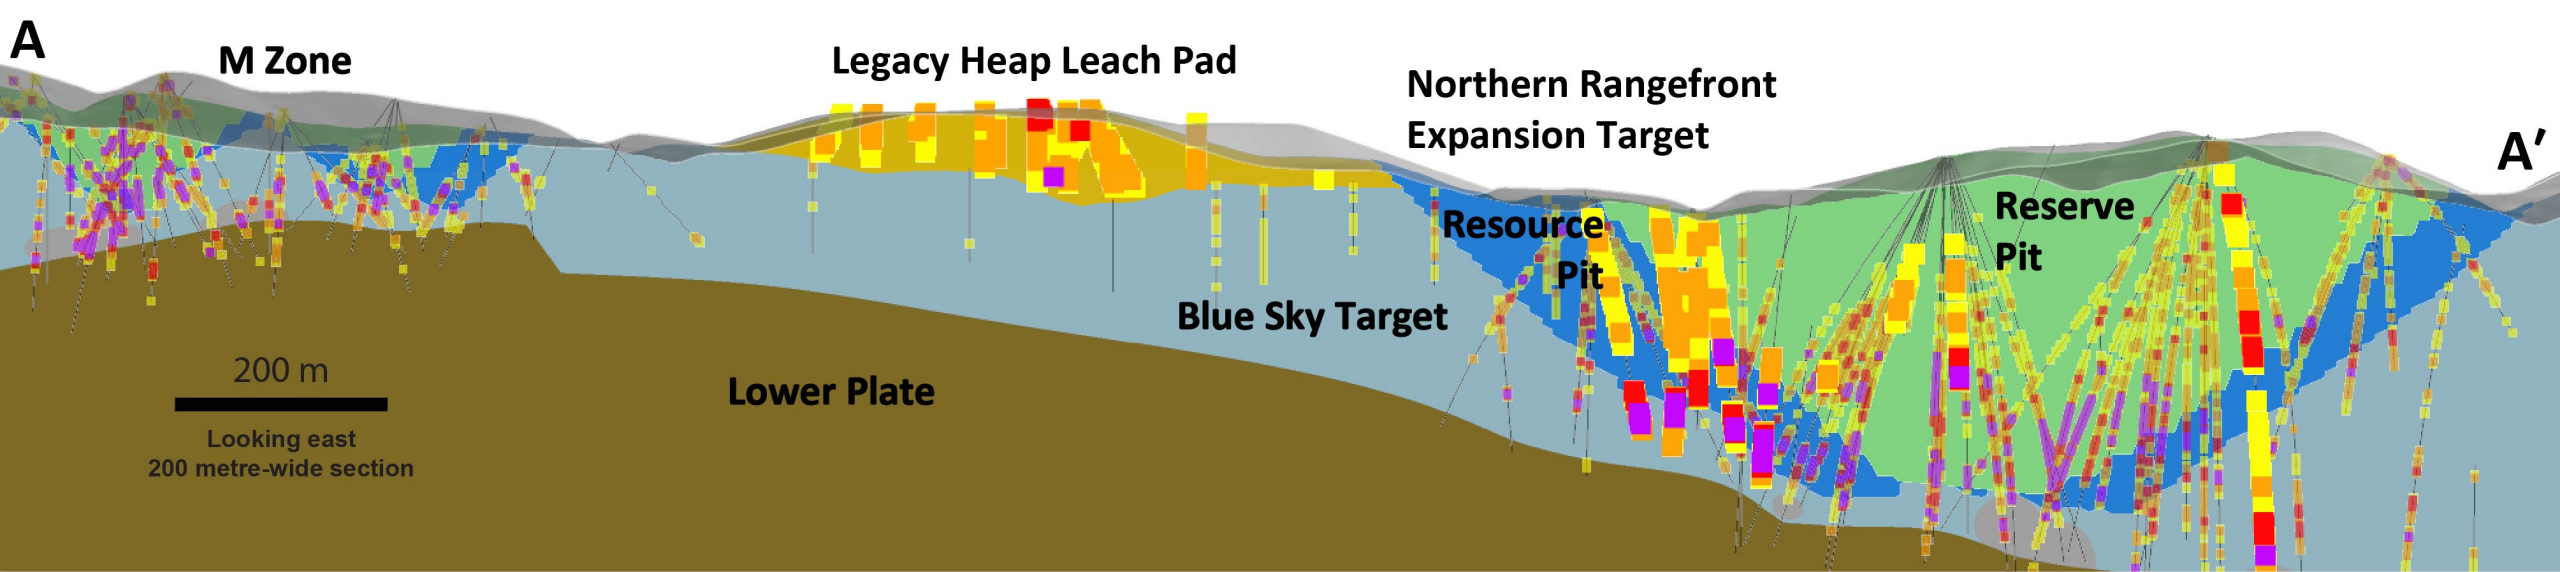 A
M Zone
Legacy Heap Leach Pad
Northern Rangefront
Expansion Target
A′
Resource
Pit
Reserve
Pit
Blue Sky Target
Lower Plate
200 m
Looking east
200 metre-wide section